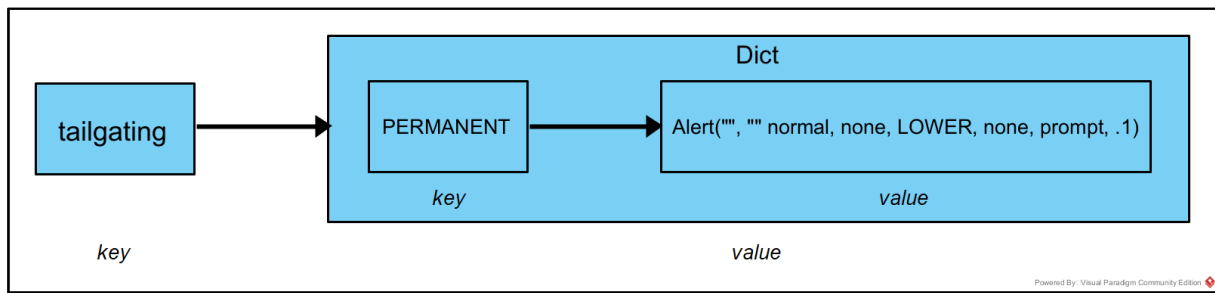 Dict
tailgating
PERMANENT
Alert("", "" normal, none, LOWER, none, prompt, .1)
key
value
key
value
Powered By: Visual Paradigm Community Edition